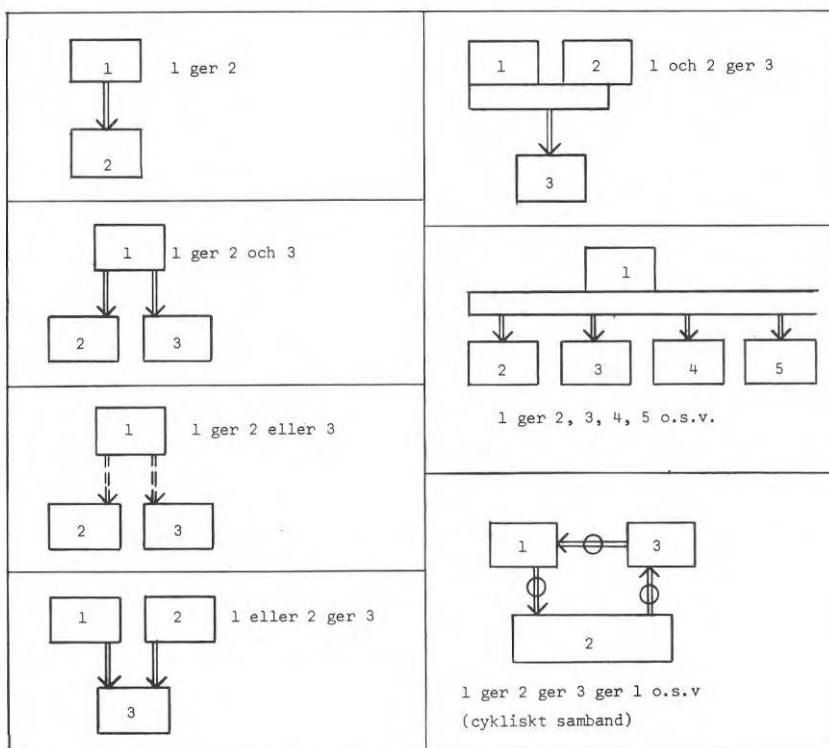 1
1 ger 2
2
1
1 ger 2 och 3
2 3
1
1 ger 2 eller 3
2 3
1 2 1 eller 2 ger 3
3
1 2 1 och 2 ger 3
3
1
2 3 4 5
1 ger 2, 3, 4, 5 o.s.v.
1 3
2
1 ger 2 ger 3 ger 1 o.s.v
(cykliskt samband)